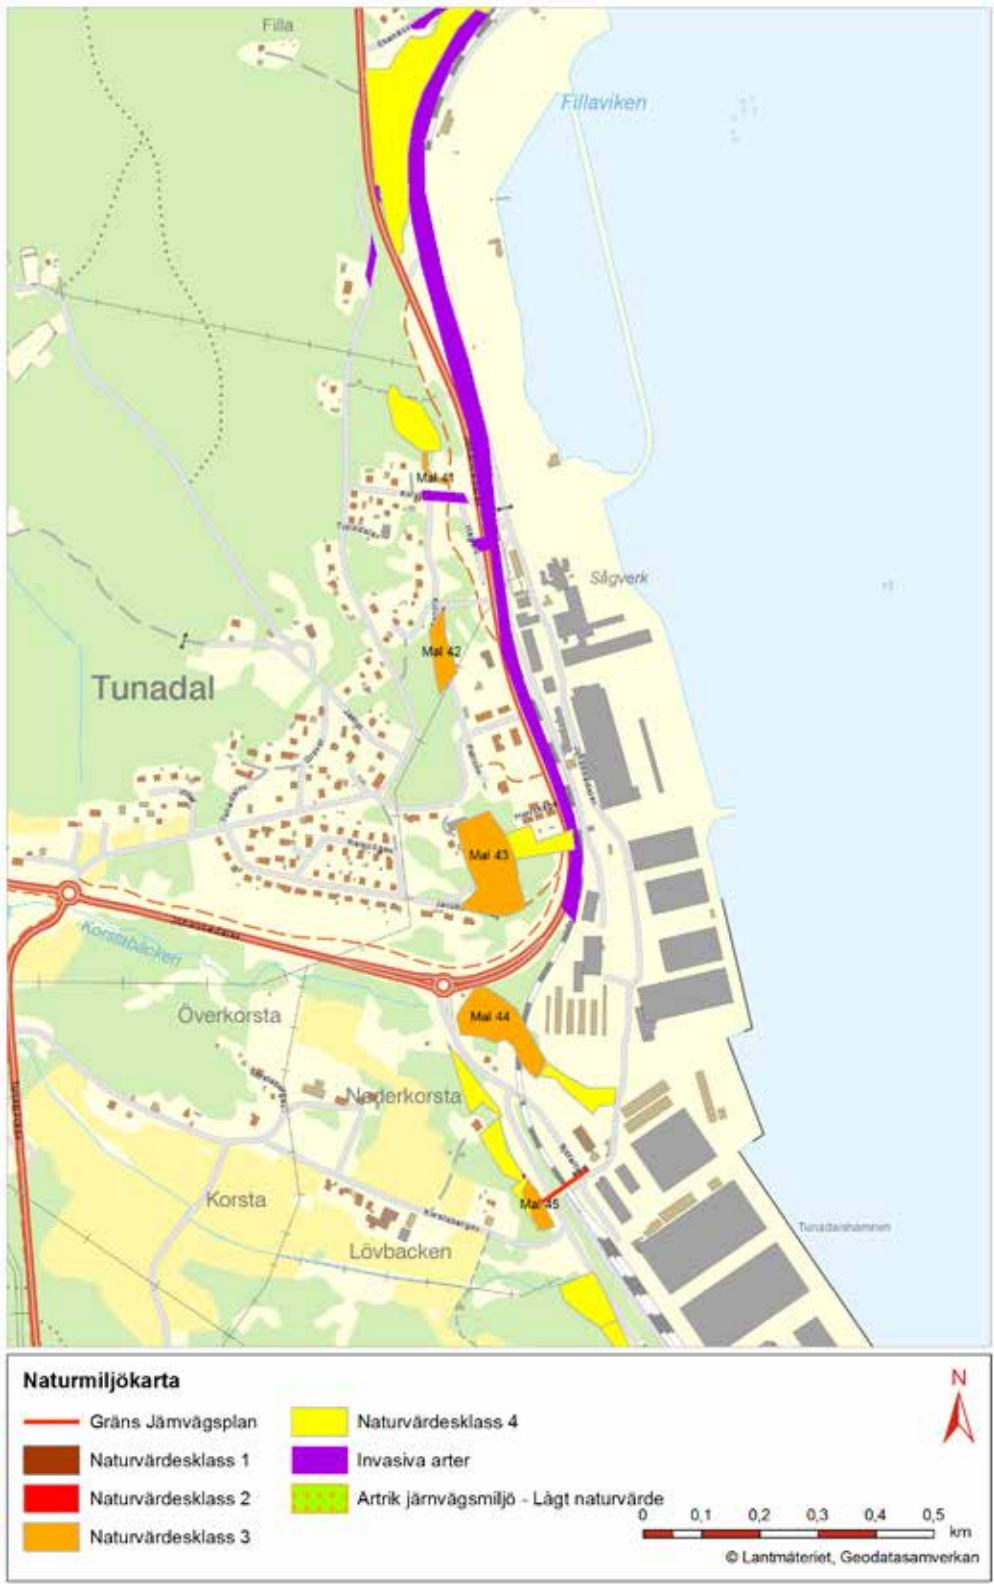 Filla
Fillaviken
Mal 41
Sågverk
Mal 42
Tunadal
Mal 43
Korstabäcken
Mal 44
Överkorsta
Nederkorsta
Korsta
Mal 45
Tunadalshamnen
Lövbacken
Naturmiljökarta
N
Gräns Järnvägsplan
Naturvärdesklass 1
Naturvärdesklass 2
Naturvärdesklass 3
Naturvärdesklass 4
Invasiva arter
Artrik järnvägsmiljö - Lågt naturvärde
0 0,1 0,2 0,3 0,4 0,5
km
© Lantmäteriet, Geodatasamverkan